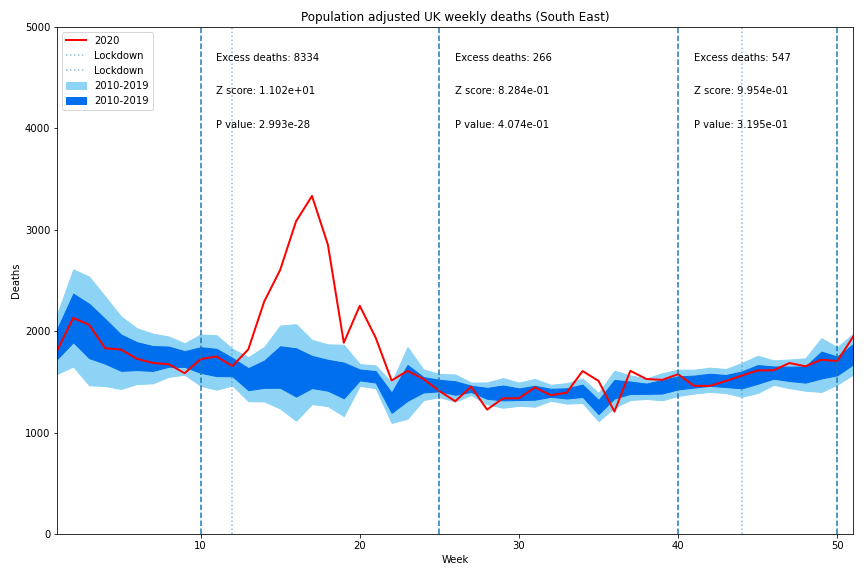 Population adjusted UK weekly deaths (South East)
5000
4000
3000
2000
1000
0
Deaths
2020
Lockdown
Lockdown
2010-2019
2010-2019
Excess deaths: 8334
Z score: 1.102e+01
P value: 2.993e-28
Excess deaths: 266
Z score: 8.284e-01
P value: 4.074e-01
Excess deaths: 547
Z score: 9.954e-01
P value: 3.195e-01
10 20 30 40 50
Week